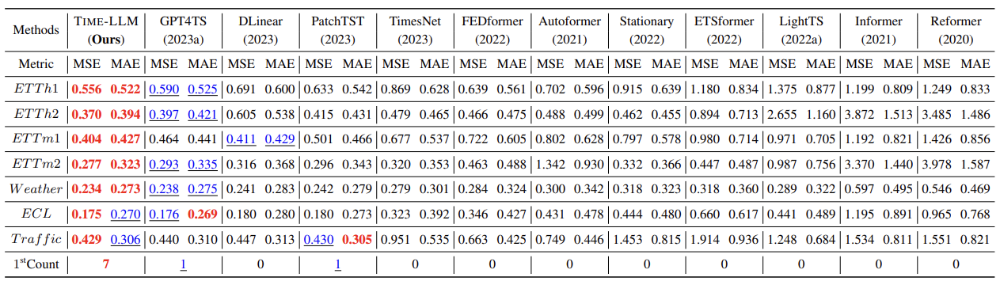 Methods TIME-LLM GPT4TS DLinear PatchTST TimesNet FEDformer Autoformer Stationary ETSformer LightTS Informer Reformer
(Ours) (2023a) (2023) (2023) (2023) (2022) (2021) (2022) (2022) (2022a) (2021) (2020)
Metric MSE MAE MSE MAE MSE MAE MSE MAE MSE MAE MSE MAE MSE MAE MSE MAE MSE MAE MSE MAE MSE MAE MSE MAE
ETTh1 0.556 0.522 0.590 0.525 0.691 0.600 0.633 0.542 0.869 0.628 0.639 0.561 0.702 0.596 0.915 0.639 1.180 0.834 1.375 0.877 1.199 0.809 1.249 0.833
ETTh2 0.370 0.394 0.397 0.421 0.605 0.538 0.415 0.431 0.479 0.465 0.466 0.475 0.488 0.499 0.462 0.455 0.894 0.713 2.655 1.160 3.872 1.513 3.485 1.486
ETTm1 0.404 0.427 0.464 0.441 0.411 0.429 0.501 0.466 0.677 0.537 0.722 0.605 0.802 0.628 0.797 0.578 0.980 0.714 0.971 0.705 1.192 0.821 1.426 0.856
ETTm2 0.277 0.323 0.293 0.335 0.316 0.368 0.296 0.343 0.320 0.353 0.463 0.488 1.342 0.930 0.332 0.366 0.447 0.487 0.987 0.756 3.370 1.440 3.978 1.587
Weather 0.234 0.273 0.238 0.275 0.241 0.283 0.242 0.279 0.279 0.301 0.284 0.324 0.300 0.342 0.318 0.323 0.318 0.360 0.289 0.322 0.597 0.495 0.546 0.469
ECL 0.175 0.270 0.176 0.269 0.180 0.280 0.180 0.273 0.323 0.392 0.346 0.427 0.431 0.478 0.444 0.480 0.660 0.617 0.441 0.489 1.195 0.891 0.965 0.768
Traffic 0.429 0.306 0.440 0.310 0.447 0.313 0.430 0.305 0.951 0.535 0.663 0.425 0.749 0.446 1.453 0.815 1.914 0.936 1.248 0.684 1.534 0.811 1.551 0.821
1stCount 7 1 0 1 0 0 0 0 0 0 0 0